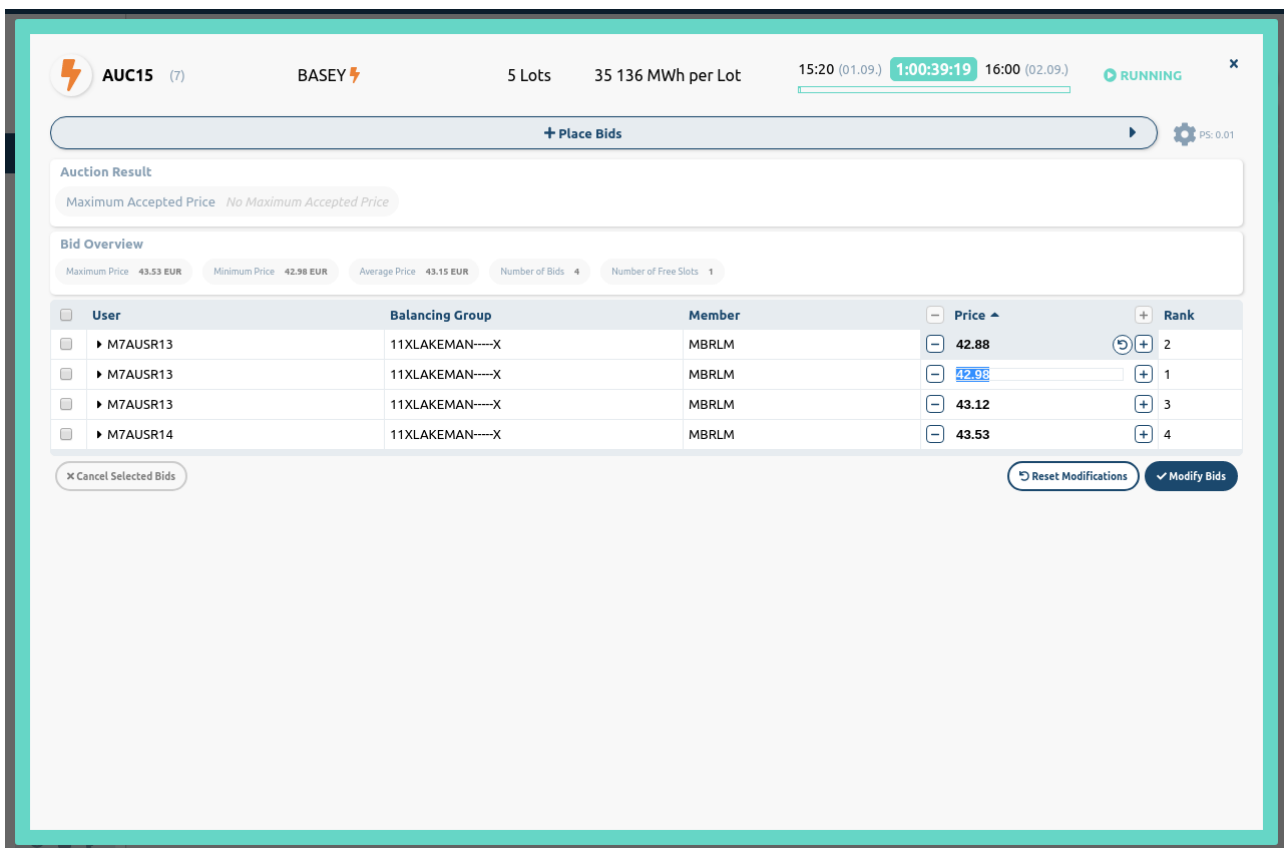 AUC15 (7) BASEY 5 Lots 35 136 MWh per Lot 15:20 (01.09.) 1:00:39:19 16:00 (02.09.) RUNNING
Place Bids PS: 0.01
Auction Result
Maximum Accepted Price No Maximum Accepted Price
Bid Overview
Maximum Price 43.53 EUR Minimum Price 42.98 EUR Average Price 43.15 EUR Number of Bids 4 Number of Free Slots 1
User Balancing Group Member Price Rank
M7AUSR13 11XLAKEMAN-----X MBRLM 42.88 2
M7AUSR13 11XLAKEMAN-----X MBRLM 42.98 1
M7AUSR13 11XLAKEMAN-----X MBRLM 43.12 3
M7AUSR14 11XLAKEMAN-----X MBRLM 43.53 4
Cancel Selected Bids Reset Modifications Modify Bids